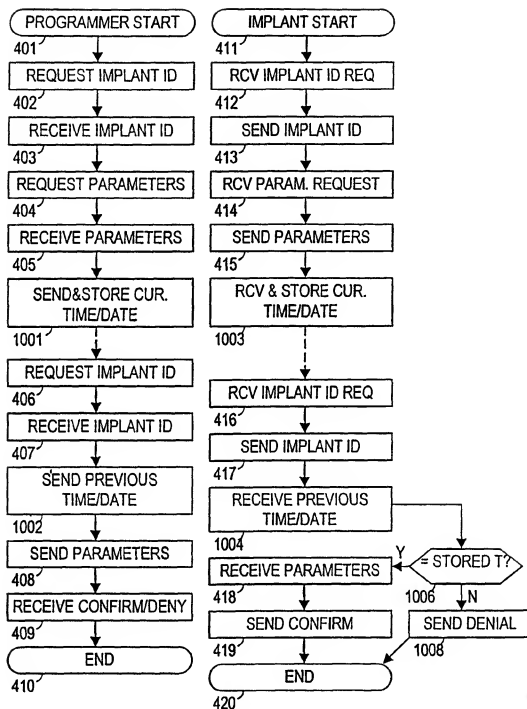 PROGRAMMER START
401
REQUEST IMPLANT ID
402
RECEIVE IMPLANT ID
403
REQUEST PARAMETERS
404
RECEIVE PARAMETERS
405
SEND&STORE CUR.
TIME/DATE
1001
REQUEST IMPLANT ID
406
RECEIVE IMPLANT ID
407
SEND PREVIOUS
TIME/DATE
1002
SEND PARAMETERS
408
RECEIVE CONFIRM/DENY
409
END
410
IMPLANT START
411
RCV IMPLANT ID REQ
412
SEND IMPLANT ID
413
RCV PARAM. REQUEST
414
SEND PARAMETERS
415
RCV & STORE CUR.
TIME/DATE
1003
RCV IMPLANT ID REQ
416
SEND IMPLANT ID
417
RECEIVE PREVIOUS
TIME/DATE
1004
= STORED T?
1006
Y
N
RECEIVE PARAMETERS
418
SEND DENIAL
1008
SEND CONFIRM
419
END
420